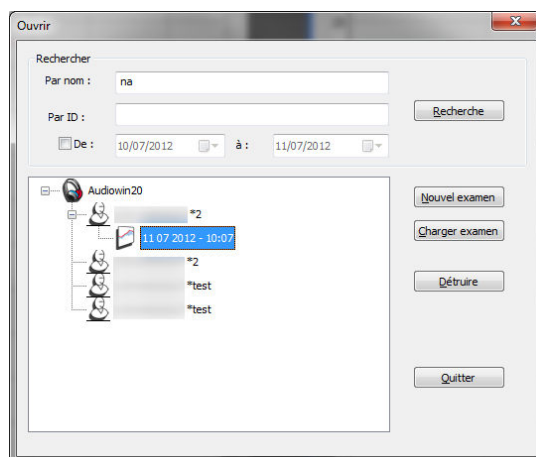 Ouvrir
Rechercher
Par nom : na
Par ID : Recherche
De : 10/07/2012 à : 11/07/2012
Audiowin20 Nouvel examen
*2
11 07 2012 - 10:07 Charger examen
*2
*test Détruire
*test
Quitter